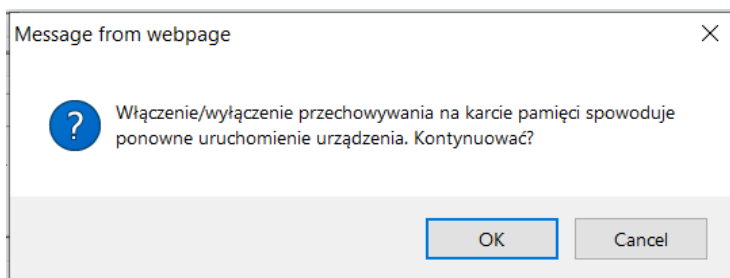 Message from webpage
Włączenie/wyłączenie przechowywania na karcie pamięci spowoduje
ponowne uruchomienie urządzenia. Kontynuować?
OK
Cancel